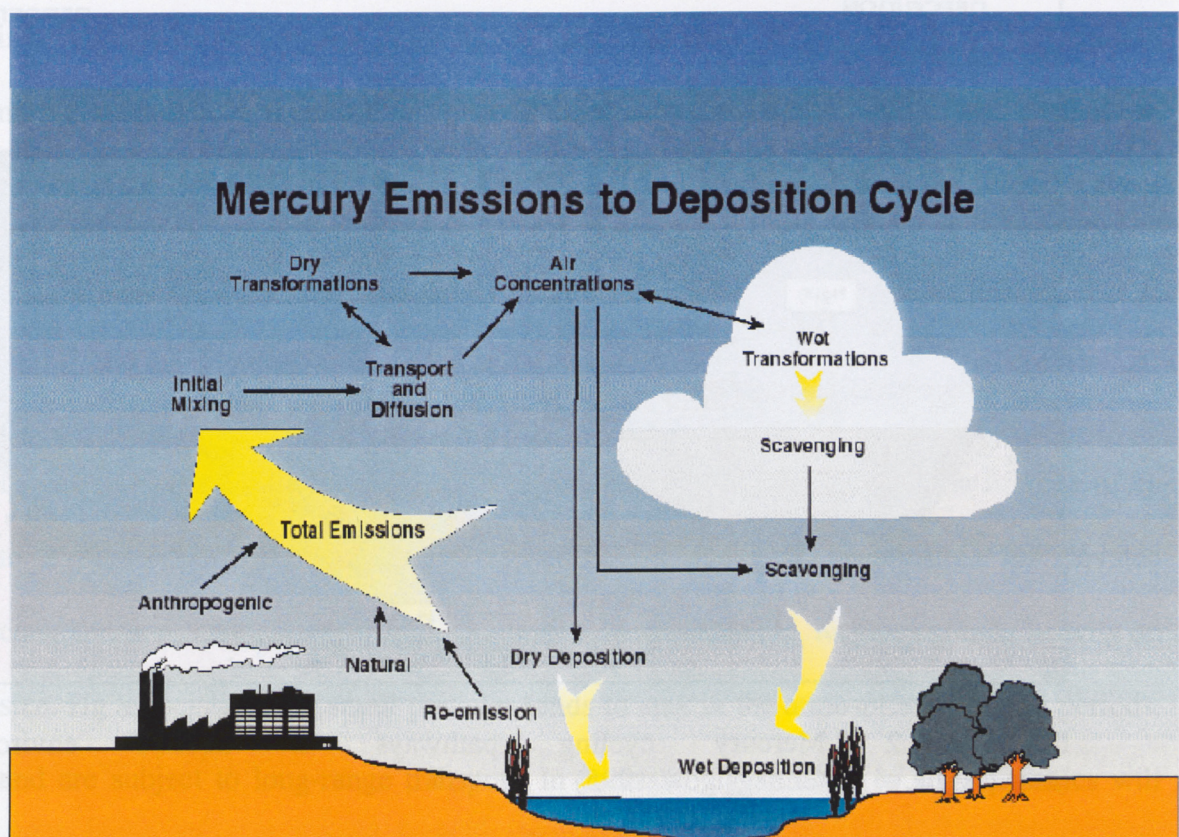 Mercury Emissions to Deposition Cycle
Dry
Transformations
Air
Concentrations
Wet
Transformations
Initial
Mixing
Transport
and
Diffusion
Scavenging
Total Emissions
Scavenging
Anthropogenic
Natural
Dry Deposition
Re-emission
Wet Deposition